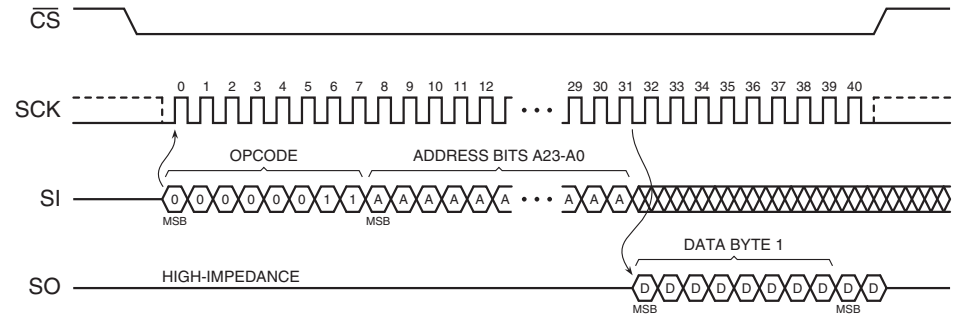 CS
SCK
0 1 2 3 4 5 6 7 8 9 10 11 12 29 30 31 32 33 34 35 36 37 38 39 40
OPCODE ADDRESS BITS A23-A0
SI
0 0 0 0 0 0 1 1 A A A A A A A A A
MSB MSB
DATA BYTE 1
HIGH-IMPEDANCE
SO
D D D D D D D D D D
MSB MSB